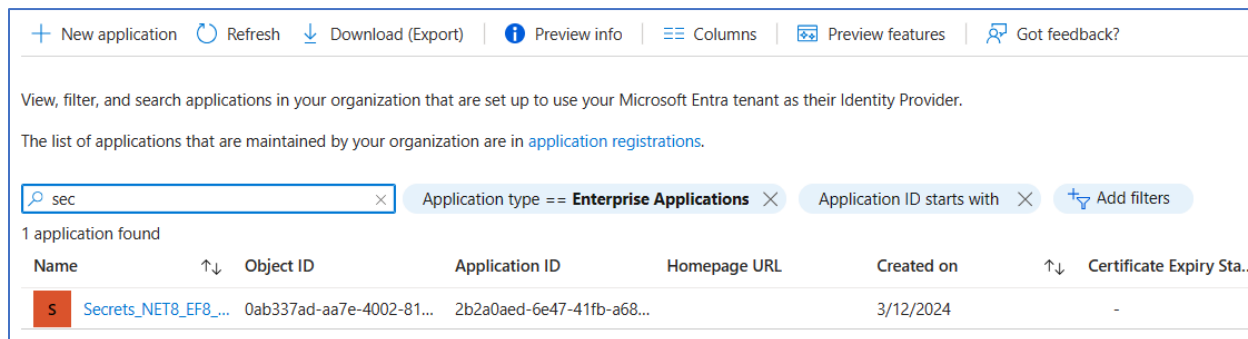 New application Refresh Download (Export) Preview info Columns Preview features Got feedback?
View, filter, and search applications in your organization that are set up to use your Microsoft Entra tenant as their Identity Provider.
The list of applications that are maintained by your organization are in application registrations.
sec Application type == Enterprise Applications Application ID starts with Add filters
1 application found
Name Object ID Application ID Homepage URL Created on Certificate Expiry Sta...
S Secrets_NET8_EF8_... 0ab337ad-aa7e-4002-81... 2b2a0aed-6e47-41fb-a68... 3/12/2024 -